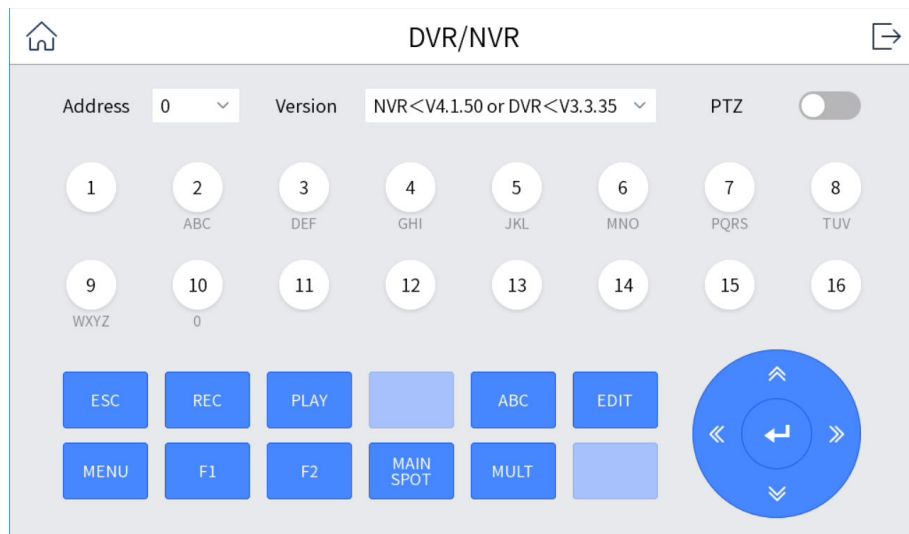 DVR/NVR
Address 0 Version NVR<V4.1.50 or DVR<V3.3.35 PTZ
1 2 3 4 5 6 7 8
ABC DEF GHI JKL MNO PQRS TUV
9 10 11 12 13 14 15 16
WXYZ 0
ESC REC PLAY ABC EDIT
MENU F1 F2 MAIN SPOT MULT